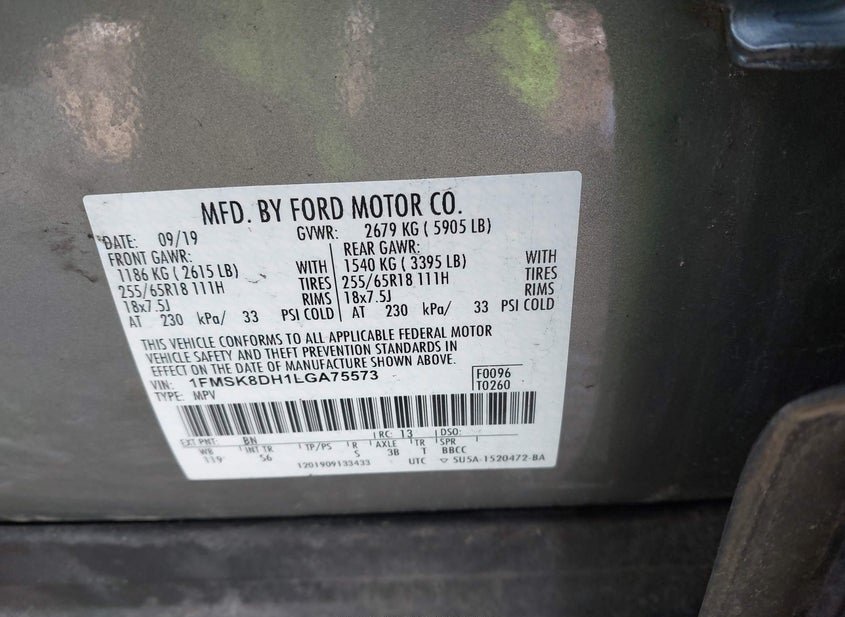 MFD. BY FORD MOTOR CO.
DATE: 09/19 GVWR: 2679 KG ( 5905 LB)
FRONT GAWR: REAR GAWR:
1186 KG ( 2615 LB) WITH 1540 KG ( 3395 LB) WITH
255/65R18 111H TIRES 255/65R18 111H TIRES
18x7.5J RIMS 18x7.5J RIMS
AT 230 kPa/ 33 PSI COLD AT 230 kPa/ 33 PSI COLD
THIS VEHICLE CONFORMS TO ALL APPLICABLE FEDERAL MOTOR
VEHICLE SAFETY AND THEFT PREVENTION STANDARDS IN
EFFECT ON THE DATE OF MANUFACTURE SHOWN ABOVE.
VIN: 1FMSK8DH1LGA75573 F0096
TYPE: MPV T0260
EXT PNT: BN RC: 13 DSO:
WB INT TR TP/PS R AXLE TR SPR
119 S6 S 3B T BBCC
1201909133433 UTC ▽ SU5A-1520472-BA